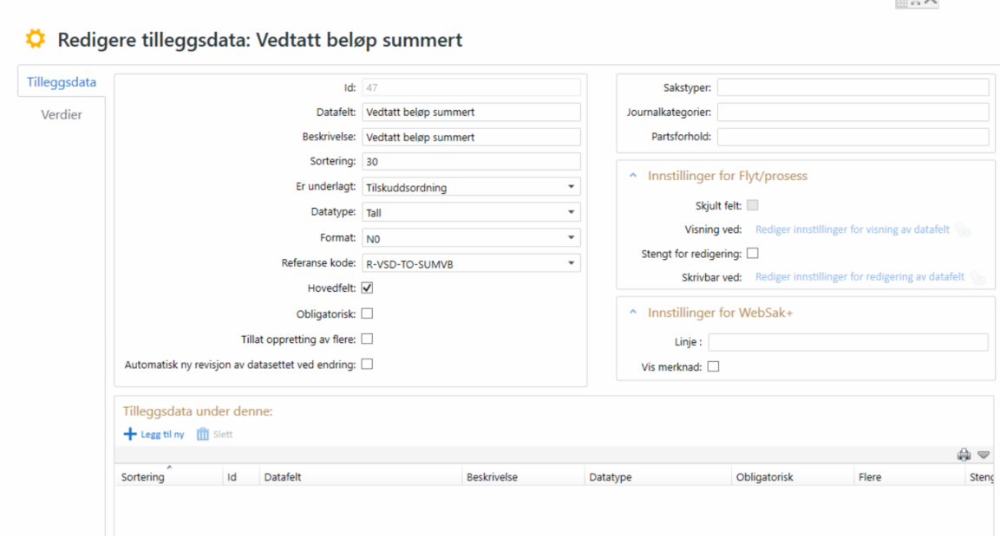 Redigere tilleggsdata: Vedtatt beløp summert
Tilleggsdata
Verdier
Id: 47
Datafelt: Vedtatt beløp summert
Beskrivelse: Vedtatt beløp summert
Sortering: 30
Er underlagt: Tilskuddsordning
Datatype: Tall
Format: N0
Referanse kode: R-VSD-TO-SUMVB
Hovedfelt:
Obligatorisk:
Tillat oppretting av flere:
Automatisk ny revisjon av datasettet ved endring:
Sakstyper:
Journalkategorier:
Partsforhold:
Innstillinger for Flyt/prosess
Skjult felt:
Visning ved: Rediger innstillinger for visning av datafelt
Stengt for redigering:
Skrivbar ved: Rediger innstillinger for redigering av datafelt
Innstillinger for WebSak+
Linje :
Vis merknad:
Tilleggsdata under denne:
Legg til ny Slett
Sortering Id Datafelt Beskrivelse Datatype Obligatorisk Flere Steng